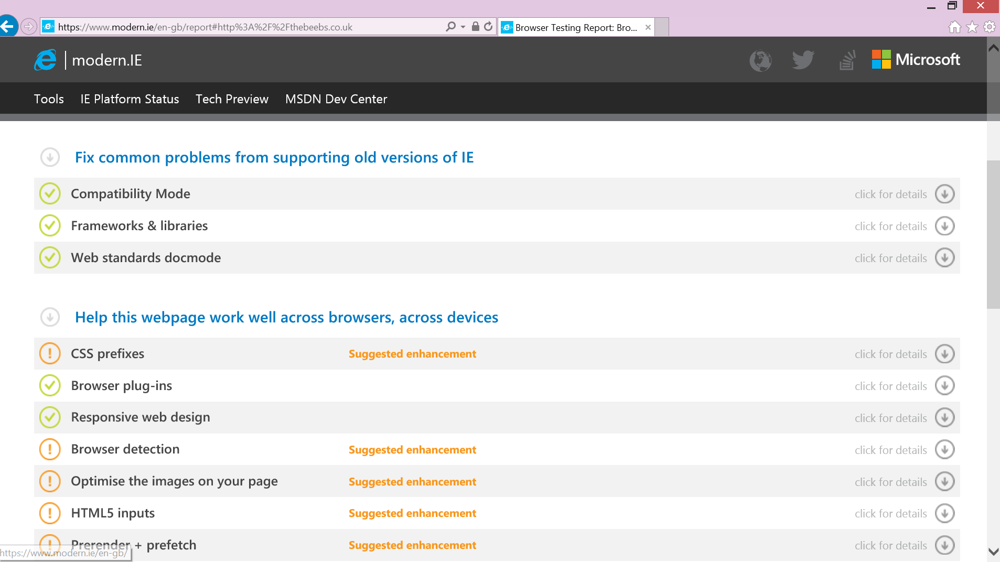 https://www.modern.ie/en-gb/report#http%3A%2F%2Fthebeebs.co.uk
Browser Testing Report: Bro...
modern.IE
Microsoft
Tools IE Platform Status Tech Preview MSDN Dev Center
Fix common problems from supporting old versions of IE
Compatibility Mode click for details
Frameworks & libraries click for details
Web standards docmode click for details
Help this webpage work well across browsers, across devices
CSS prefixes Suggested enhancement click for details
Browser plug-ins click for details
Responsive web design click for details
Browser detection Suggested enhancement click for details
Optimise the images on your page Suggested enhancement click for details
HTML5 inputs Suggested enhancement click for details
Prerender + prefetch Suggested enhancement click for details
https://www.modern.ie/en-gb/